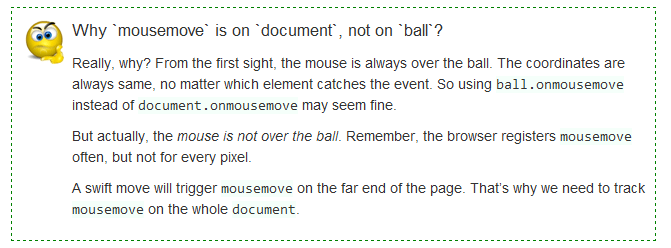 Why `mousemove` is on `document`, not on `ball`?
Really, why? From the first sight, the mouse is always over the ball. The coordinates are
always same, no matter which element catches the event. So using ball.onmousemove
instead of document.onmousemove may seem fine.
But actually, the mouse is not over the ball. Remember, the browser registers mousemove
often, but not for every pixel.
A swift move will trigger mousemove on the far end of the page. That's why we need to track
mousemove on the whole document.